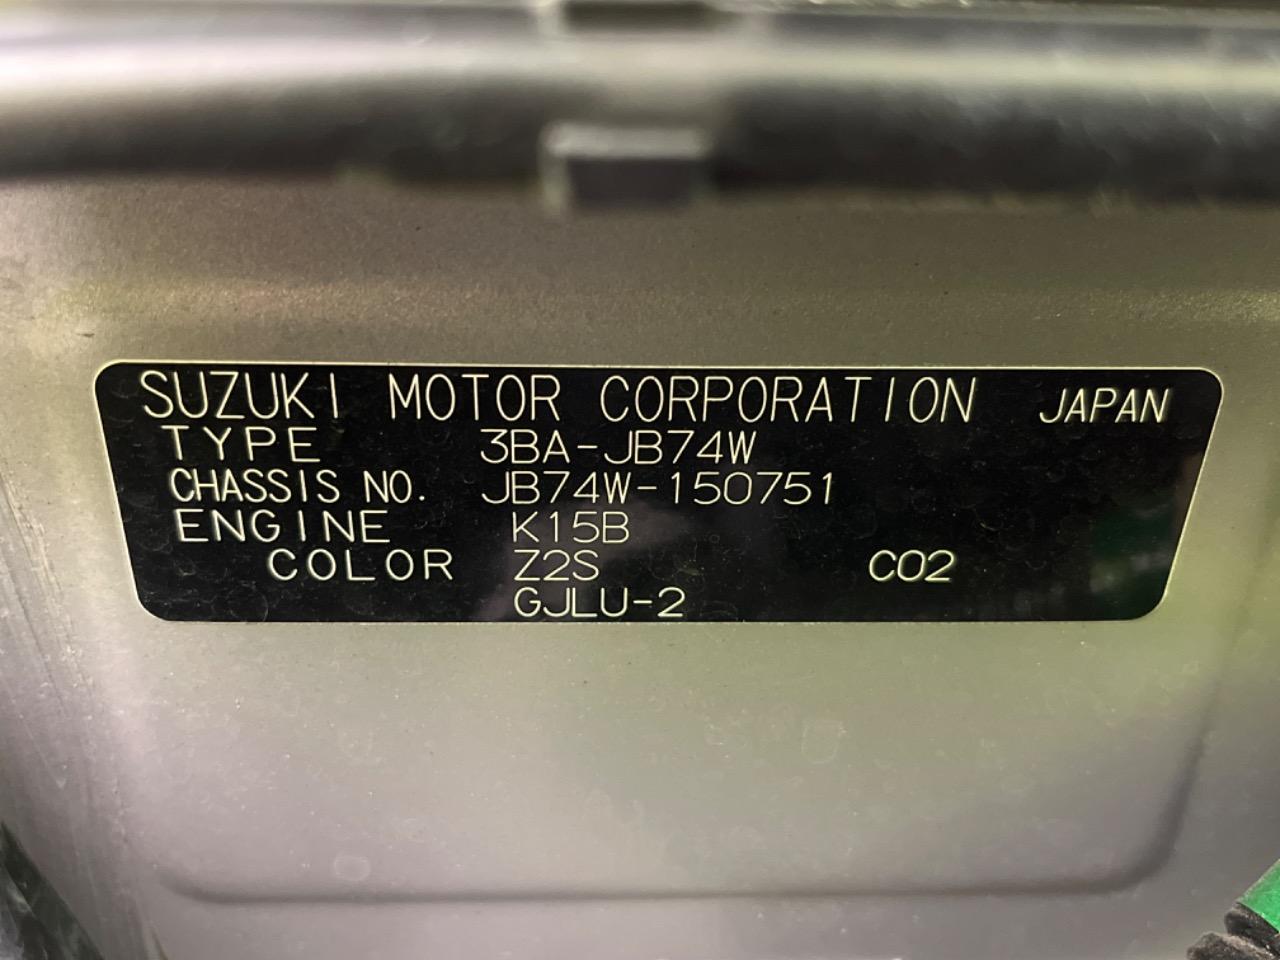 SUZUKI MOTOR CORPORATION JAPAN
TYPE 3BA-JB74W
CHASSIS NO. JB74W-150751
ENGINE K15B
COLOR Z2S C02
GJLU-2